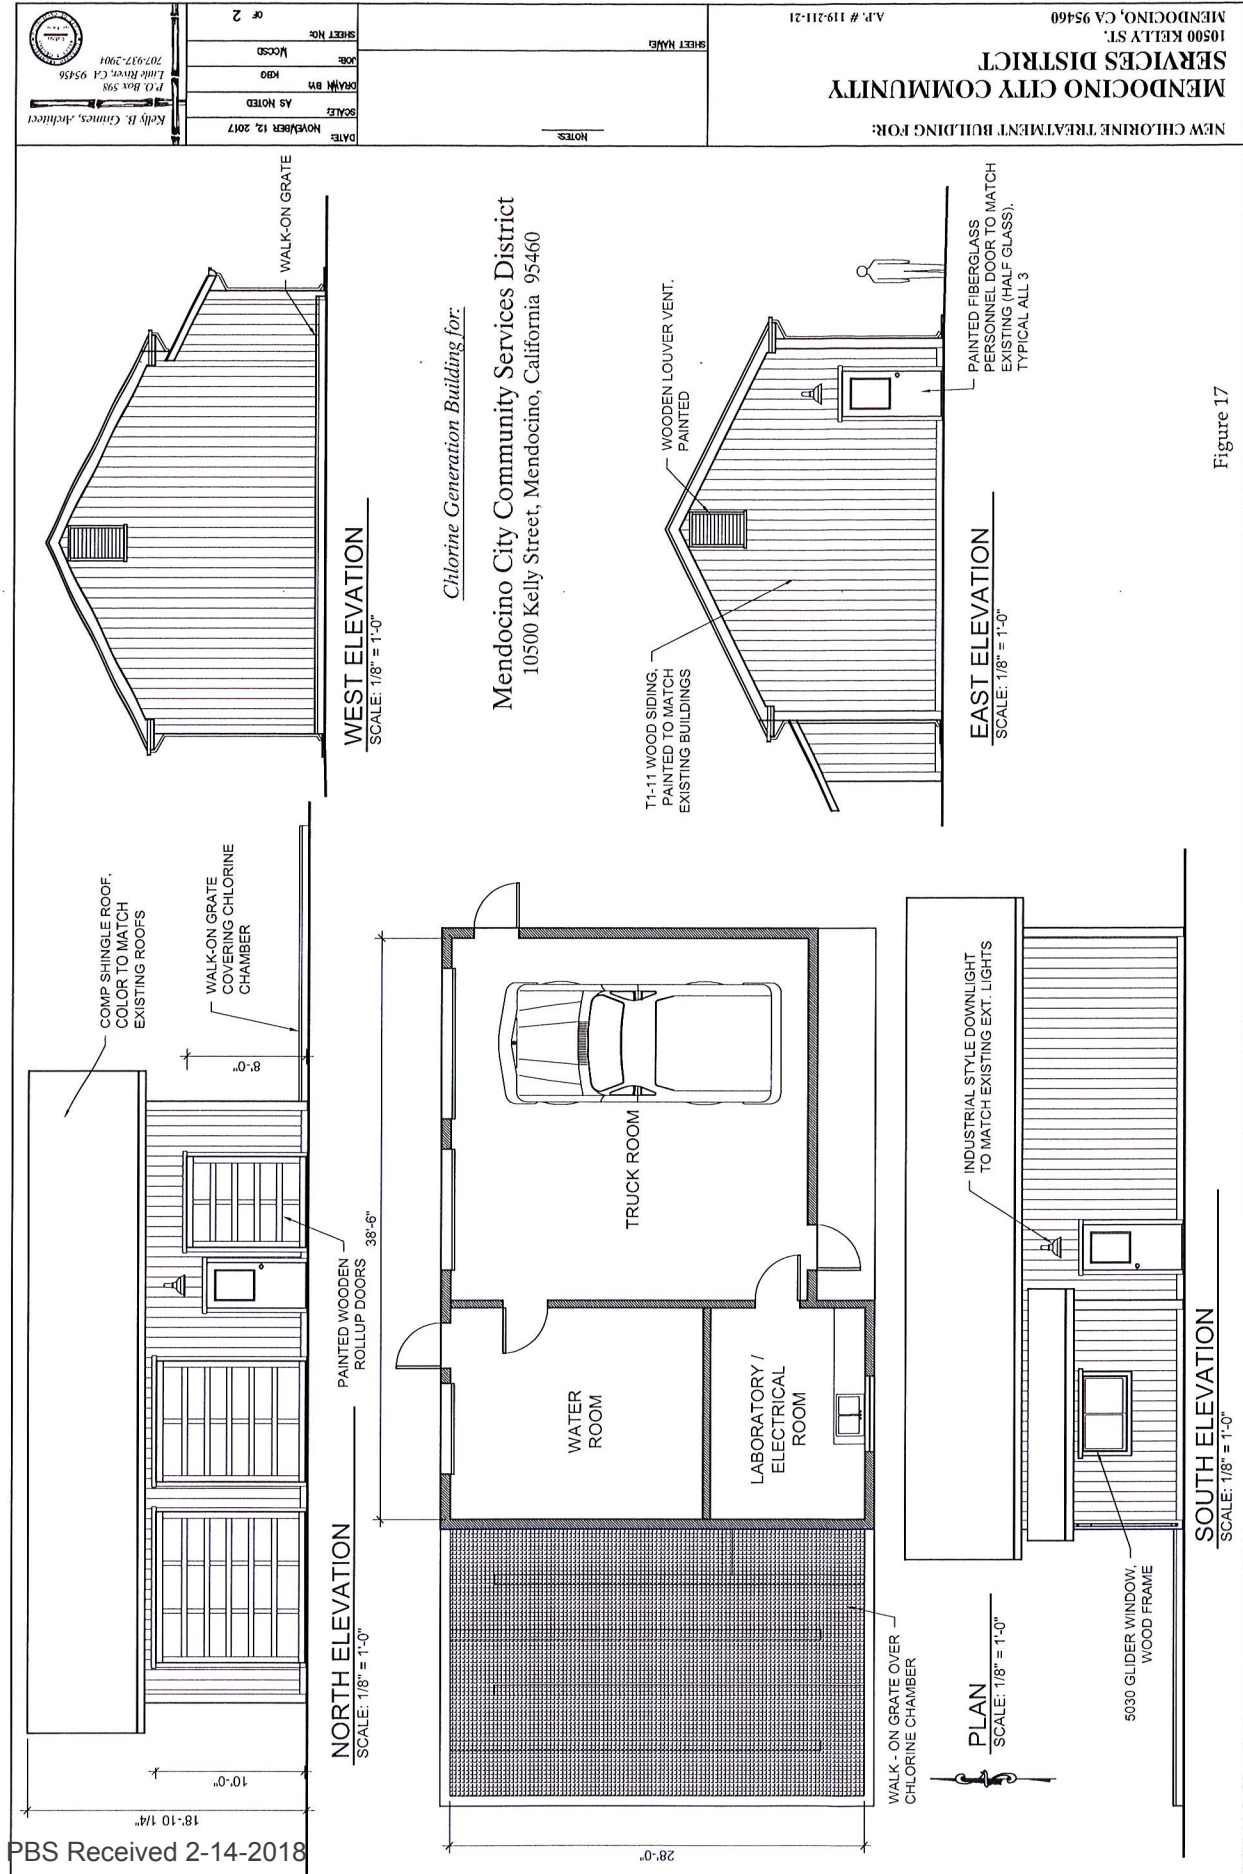 PBS Received 2-14-2018
18'-10 1/4"
10'-0"
8'-0"
COMP SHINGLE ROOF,
COLOR TO MATCH
EXISTING ROOFS
WALK-ON GRATE
COVERING CHLORINE
CHAMBER
PAINTED WOODEN
ROLLUP DOORS
NORTH ELEVATION
SCALE: 1/8" = 1'-0"
WALK-ON GRATE
WEST ELEVATION
SCALE: 1/8" = 1'-0"
Chlorine Generation Building for:
Mendocino City Community Services District
10500 Kelly Street, Mendocino, California 95460
38'-6"
28'-0"
WATER
ROOM
TRUCK ROOM
LABORATORY /
ELECTRICAL
ROOM
WALK - ON GRATE OVER
CHLORINE CHAMBER
PLAN
SCALE: 1/8" = 1'-0"
T1-11 WOOD SIDING,
PAINTED TO MATCH
EXISTING BUILDINGS
WOODEN LOUVER VENT.
PAINTED
PAINTED FIBERGLASS
PERSONNEL DOOR TO MATCH
EXISTING (HALF GLASS).
TYPICAL ALL 3
EAST ELEVATION
SCALE: 1/8" = 1'-0"
INDUSTRIAL STYLE DOWNLIGHT
TO MATCH EXISTING EXT. LIGHTS
5030 GLIDER WINDOW,
WOOD FRAME
SOUTH ELEVATION
SCALE: 1/8" = 1'-0"
Figure 17
NEW CHLORINE TREATMENT BUILDING FOR:
MENDOCINO CITY COMMUNITY
SERVICES DISTRICT
10500 KELLY ST.
MENDOCINO, CA 95460
A.P. # 119-211-21
NOTES:
SHEET NAME:
DATE: NOVEMBER 12, 2017
SCALE: AS NOTED
DRAWN BY: KBG
JOB: MCCSD
SHEET NO: OF 2
Kelly B. Grimes, Architect
P.O. Box 598
Little River, CA 95456
707-937-2904